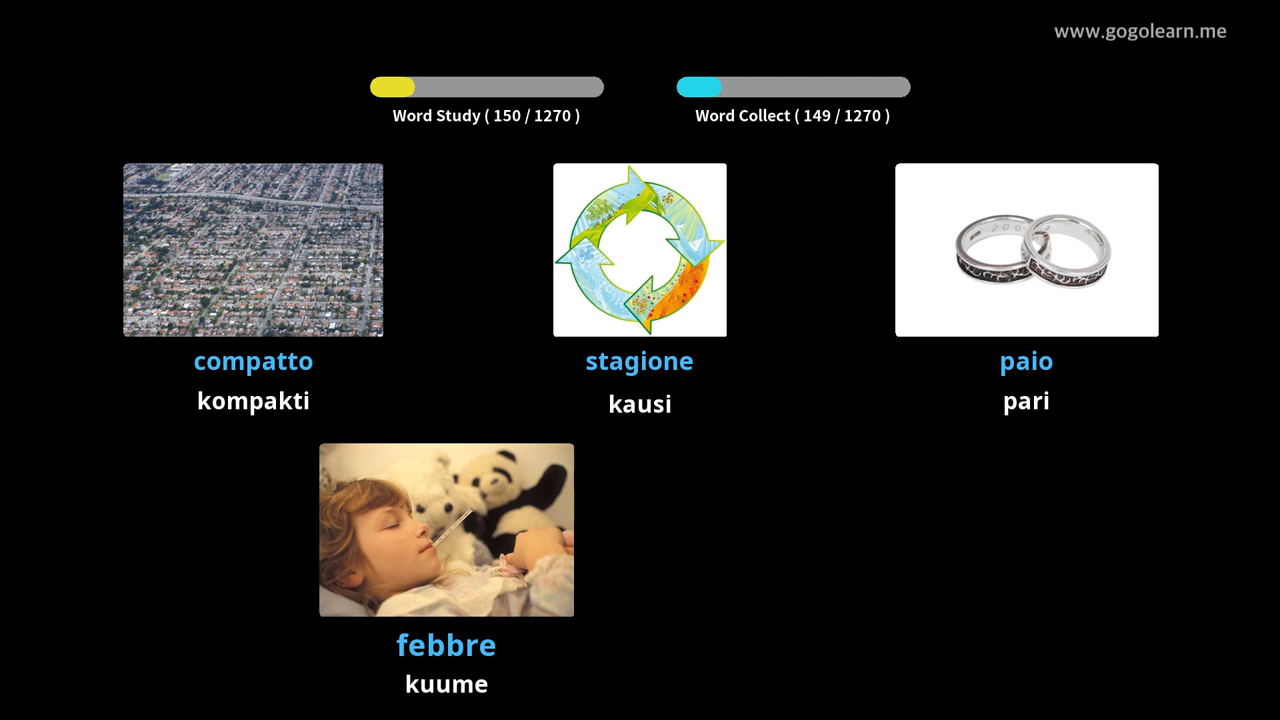 www.gogolearn.me
Word Study ( 150 / 1270 )
Word Collect ( 149 / 1270 )
compatto
kompakti
stagione
kausi
paio
pari
febbre
kuume